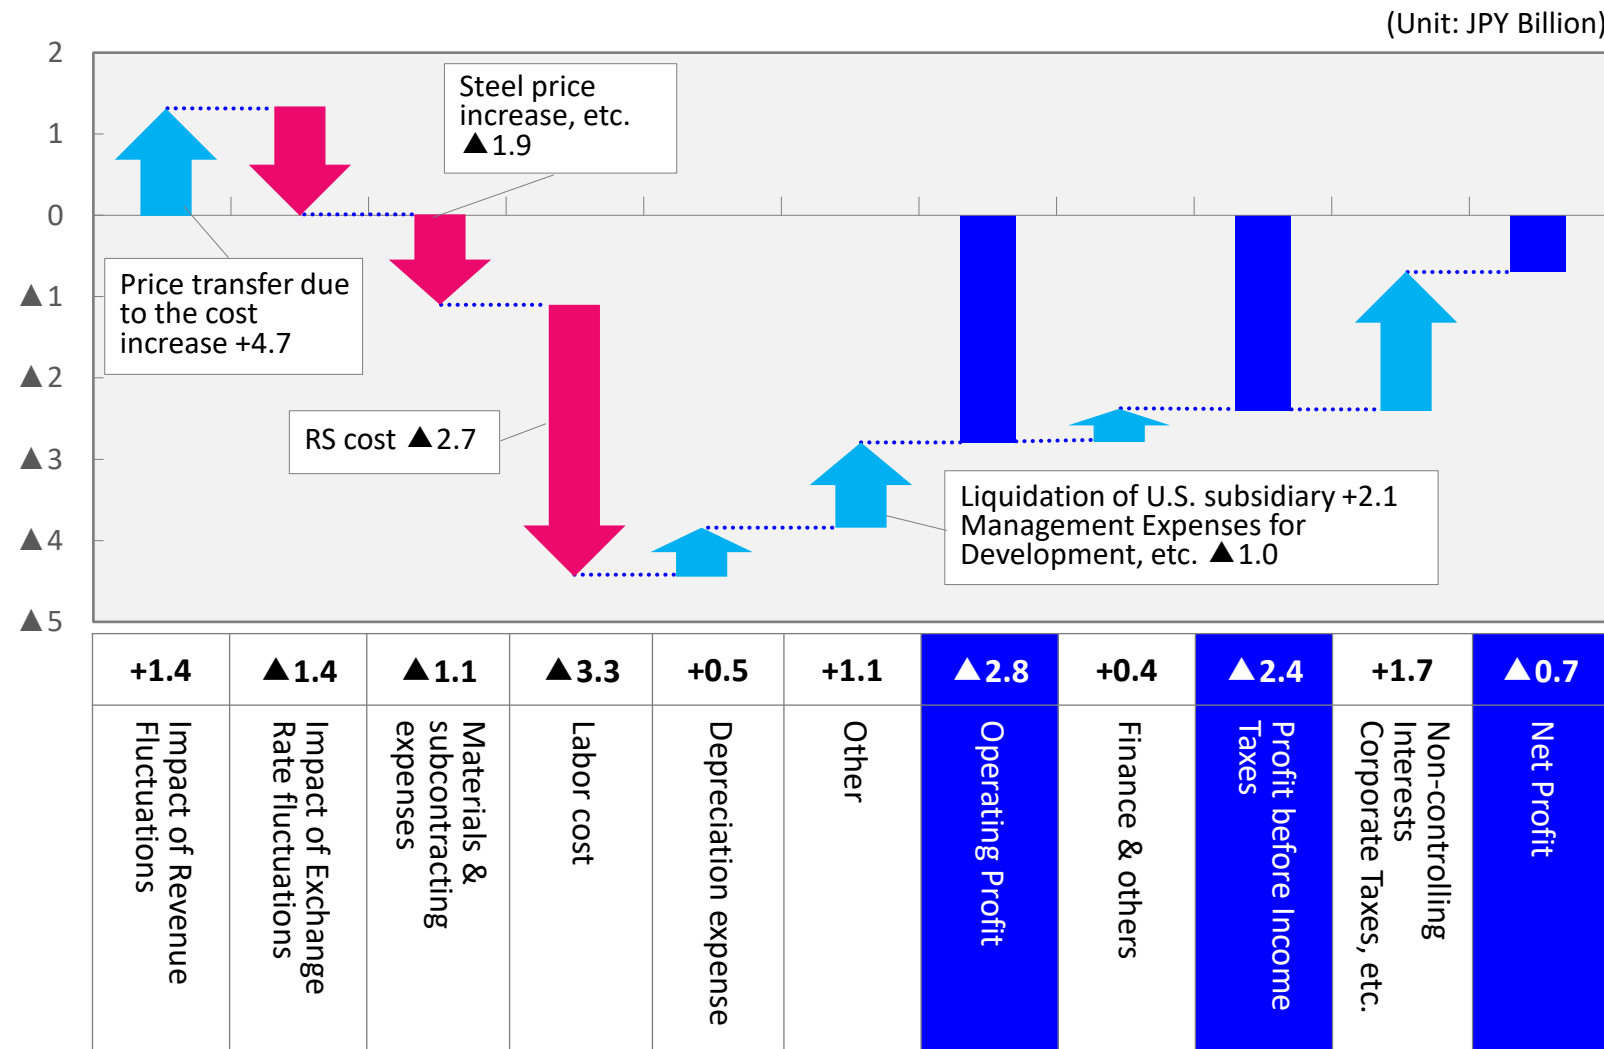 (Unit: JPY Billion)
2
1
0
▲1
▲2
▲3
▲4
▲5
Steel price
increase, etc.
▲1.9
Price transfer due
to the cost
increase +4.7
RS cost ▲2.7
Liquidation of U.S. subsidiary +2.1
Management Expenses for
Development, etc. ▲1.0
+1.4
▲1.4
▲1.1
▲3.3
+0.5
+1.1
▲2.8
+0.4
▲2.4
+1.7
▲0.7
Impact of Revenue
Fluctuations
Impact of Exchange
Rate fluctuations
Materials &
subcontracting
expenses
Labor cost
Depreciation expense
Other
Operating Profit
Finance & others
Profit before Income
Taxes
Non-controlling
Interests
Corporate Taxes, etc.
Net Profit